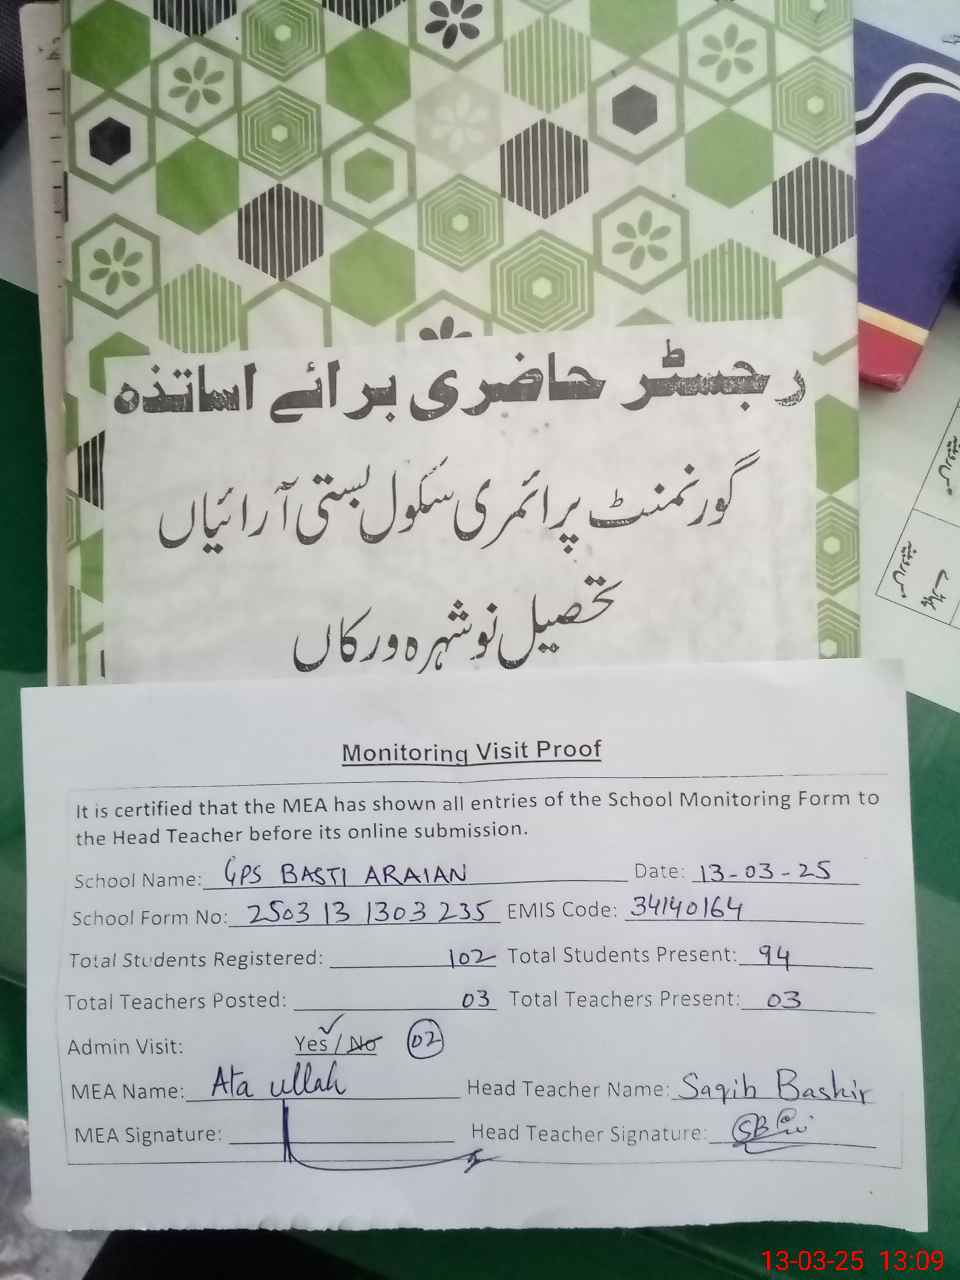 رجسٹر حاضری برائے اساتذہ
گورنمنٹ پرائمری سکول بستی آرائیاں
تحصیل نوشہرہ ورکاں
Monitoring Visit Proof
It is certified that the MEA has shown all entries of the School Monitoring Form to
the Head Teacher before its online submission.
School Name: GPS BASTI ARAIAN Date: 13-03-25
School Form No: 2503 13 1303 235 EMIS Code: 34140164
Total Students Registered: 102 Total Students Present: 94
Total Teachers Posted: 03 Total Teachers Present: 03
Admin Visit: Yes / No 02
MEA Name: Ata ullah Head Teacher Name: Saqib Bashir
MEA Signature: Head Teacher Signature: SB
13-03-25 13:09